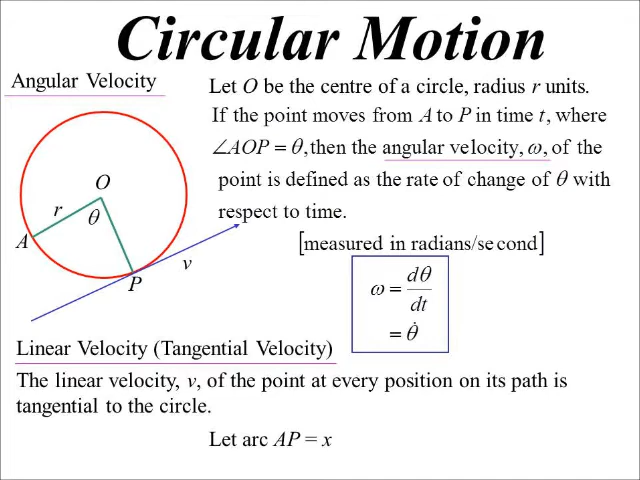 Circular Motion
Angular Velocity
Let O be the centre of a circle, radius r units.
If the point moves from A to P in time t, where
∠AOP = θ, then the angular velocity, ω, of the
point is defined as the rate of change of θ with
respect to time.
[measured in radians/second]
O
r
θ
A
P
v
ω = dθ/dt
= θ̇
Linear Velocity (Tangential Velocity)
The linear velocity, v, of the point at every position on its path is
tangential to the circle.
Let arc AP = x